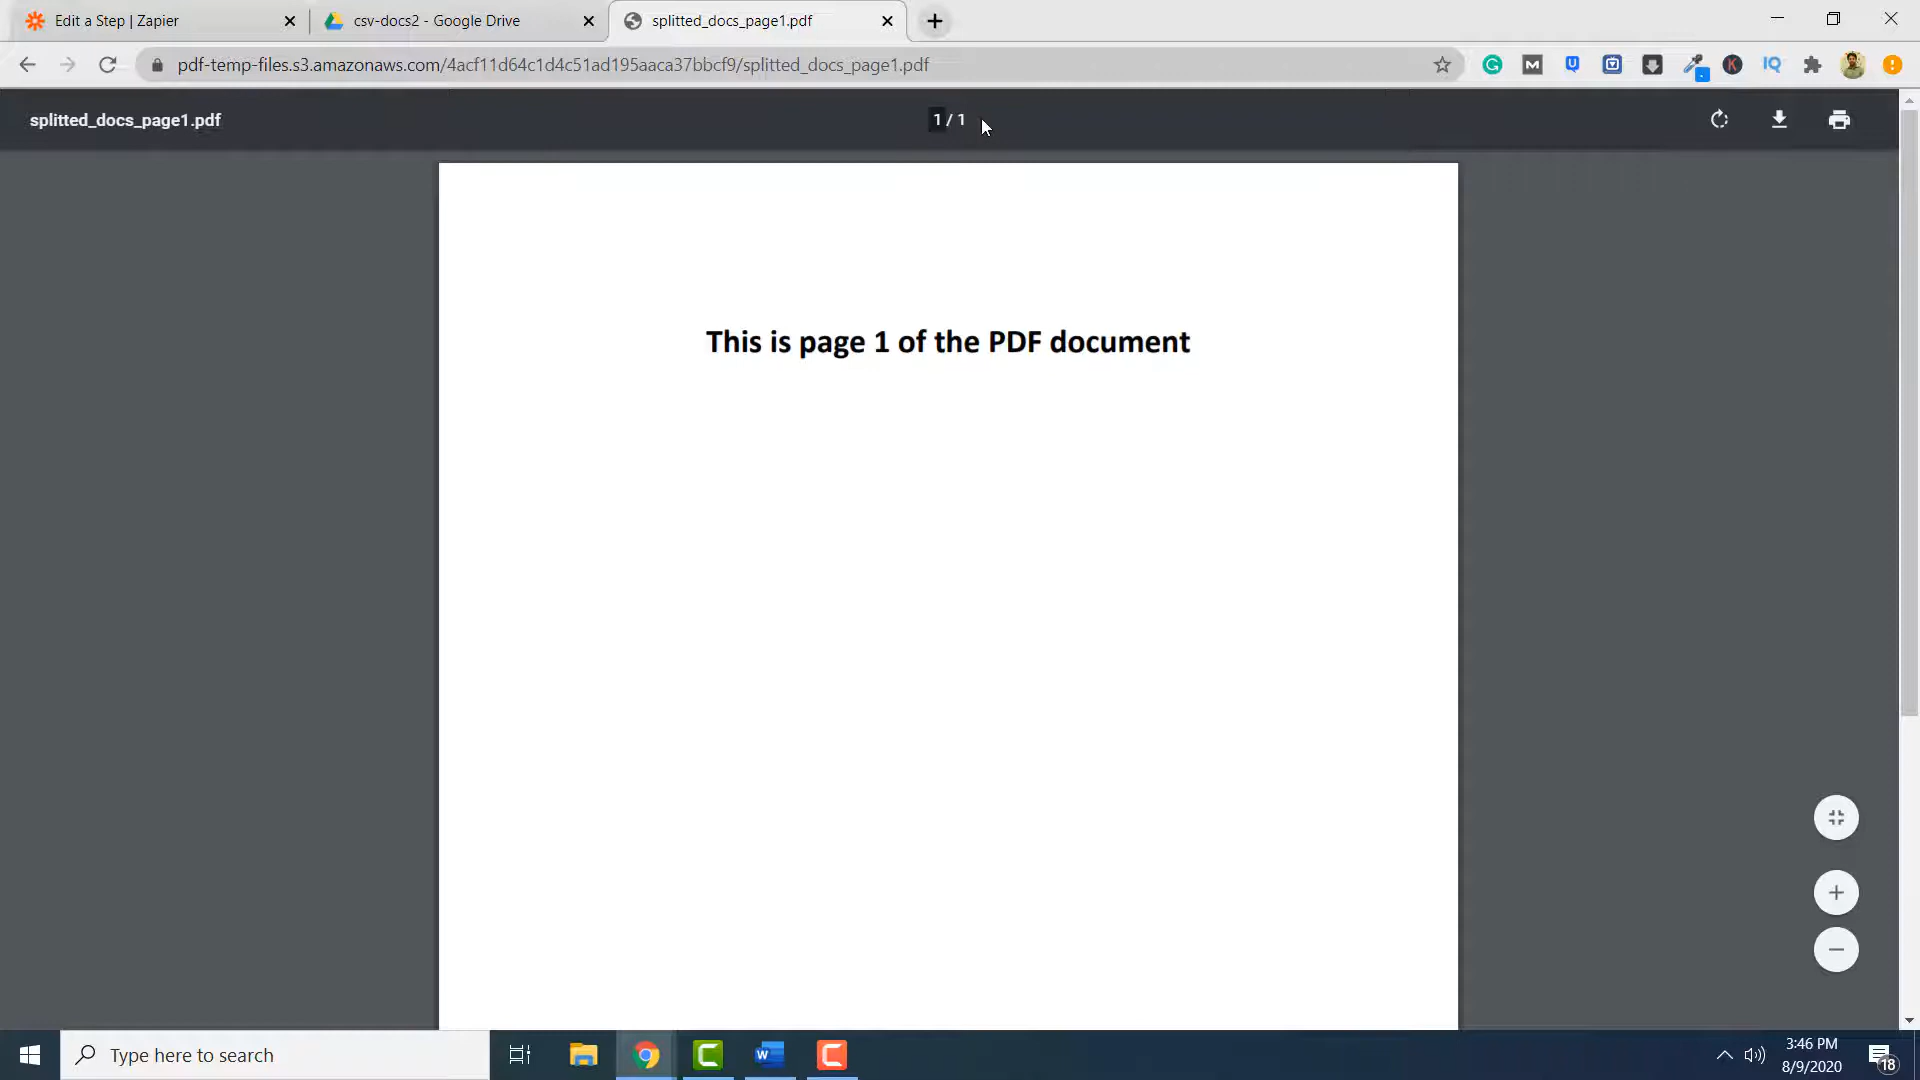 Edit a Step | Zapier
csv-docs2 - Google Drive
splitted_docs_page1.pdf
pdf-temp-files.s3.amazonaws.com/4acf11d64c1d4c51ad195aaca37bbcf9/splitted_docs_page1.pdf
splitted_docs_page1.pdf
1 / 1
This is page 1 of the PDF document
Type here to search
3:46 PM
8/9/2020
18